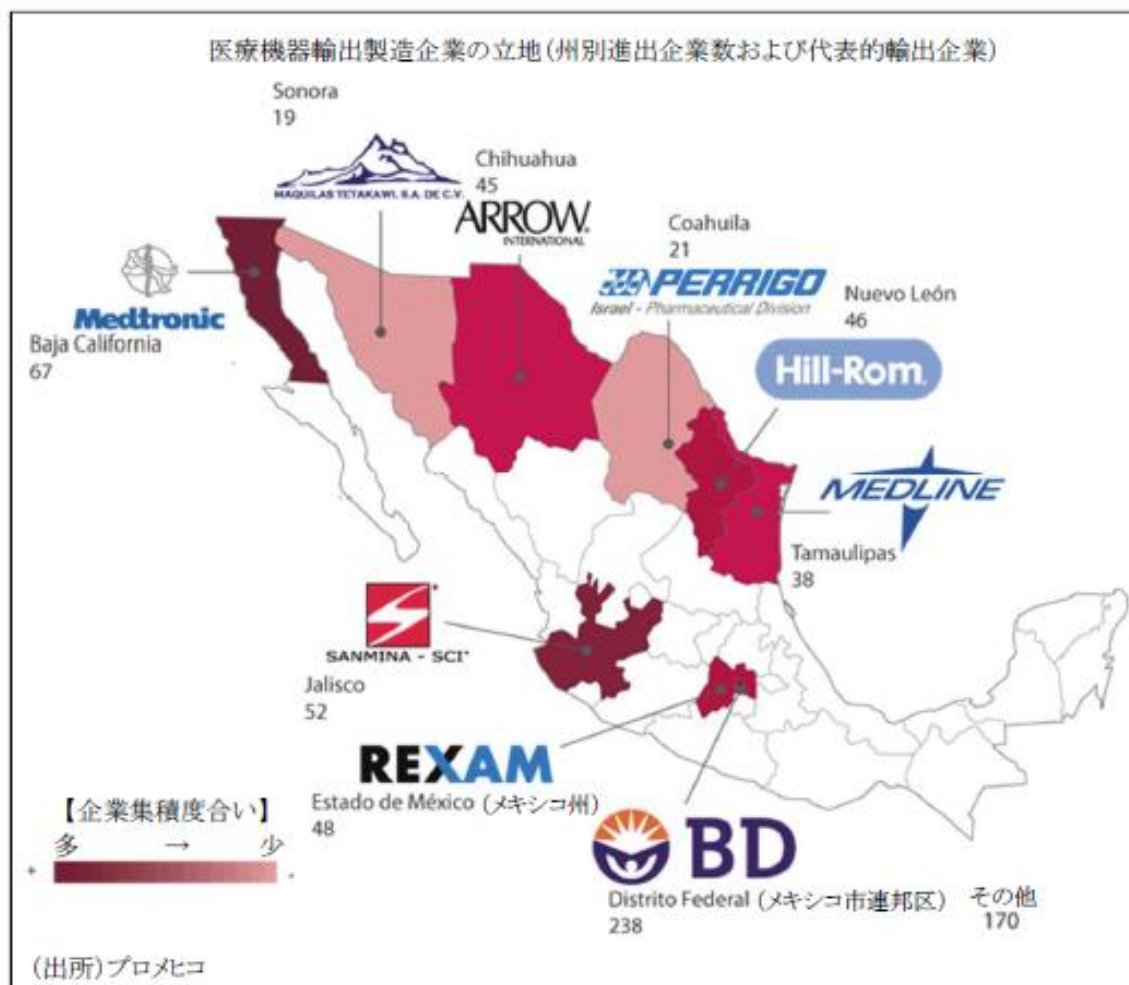 医療機器輸出製造企業の立地(州別進出企業数および代表的輸出企業)
Sonora
19
MAQUILAS TETAKAWI, S.A. DE C.V.
Chihuahua
45
ARROW
INTERNATIONAL
Coahuila
21
PERRIGO
Israel - Pharmaceutical Division
Nuevo León
46
Hill-Rom
Medtronic
Baja California
67
MEDLINE
Tamaulipas
38
SANMINA - SCI
Jalisco
52
REXAM
Estado de México (メキシコ州)
48
BD
Distrito Federal (メキシコ市連邦区)
238
その他
170
【企業集積度合い】
多 → 少
+ -
(出所)プロメヒコ